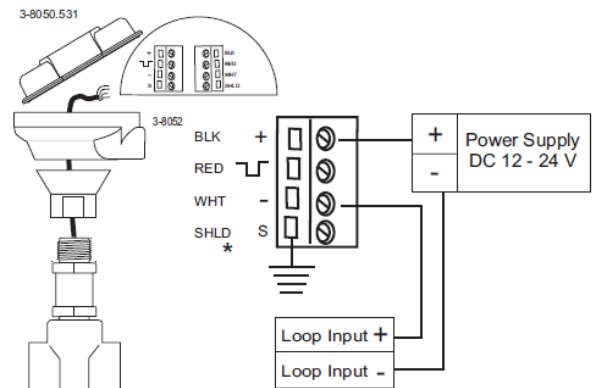 3-8050.531
+ BLK
RED
- WHT
S SHLD
3-8052
BLK +
RED
WHT -
SHLD S
*
+ Power Supply
- DC 12 - 24 V
Loop Input +
Loop Input -